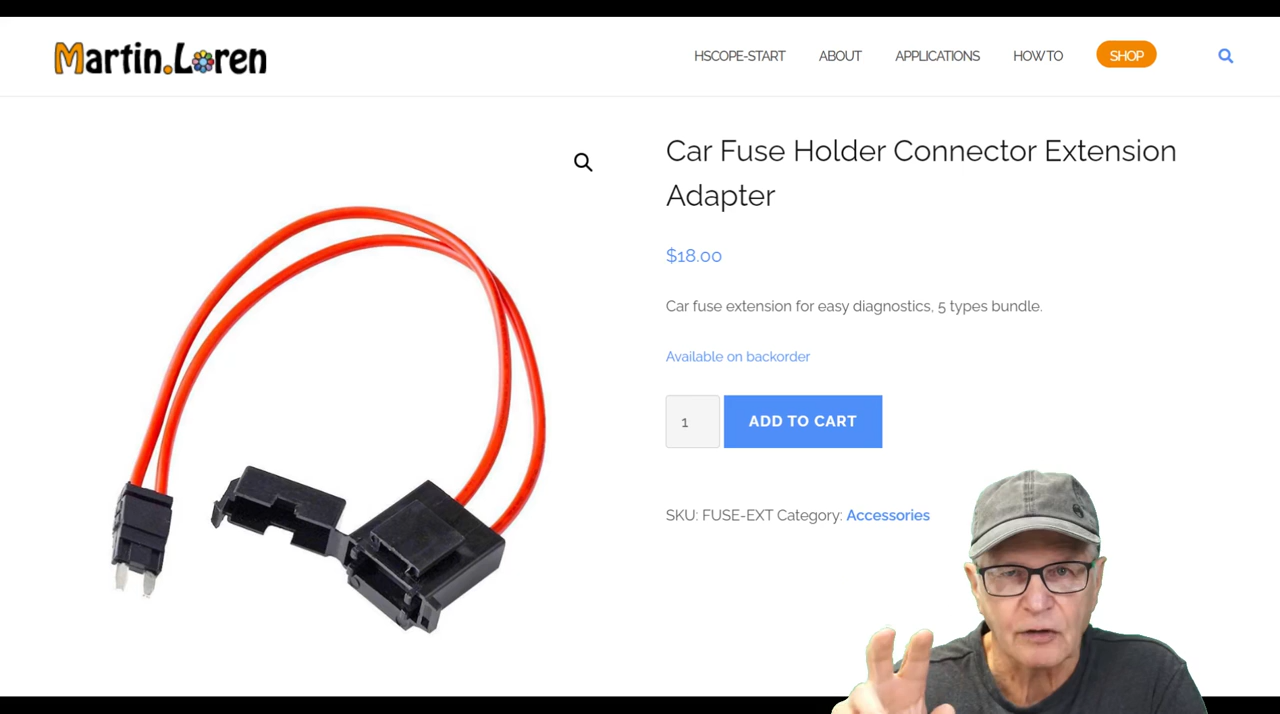 Martin.Loren
HSCOPE-START ABOUT APPLICATIONS HOW TO SHOP
Car Fuse Holder Connector Extension
Adapter
$18.00
Car fuse extension for easy diagnostics, 5 types bundle.
Available on backorder
1 ADD TO CART
SKU: FUSE-EXT Category: Accessories